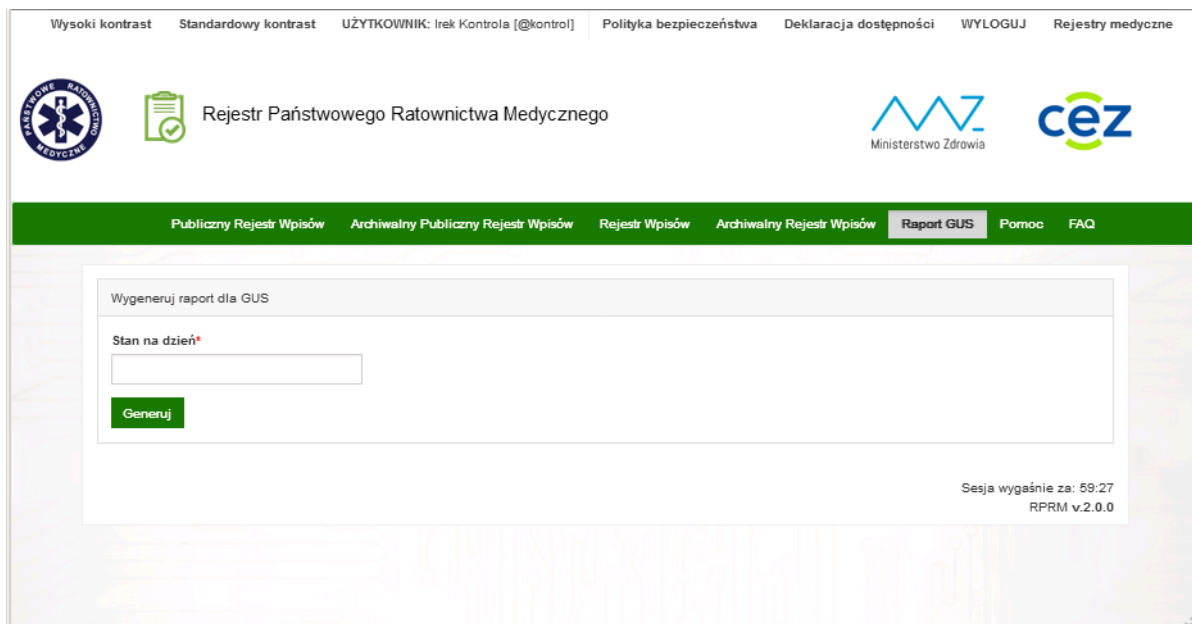 Wysoki kontrast Standardowy kontrast UŻYTKOWNIK: Irek Kontrola [@kontrol] Polityka bezpieczeństwa Deklaracja dostępności WYLOGUJ Rejestry medyczne
PAŃSTWOWE RATOWNICTWO MEDYCZNE
Rejestr Państwowego Ratownictwa Medycznego
Ministerstwo Zdrowia
cez
Publiczny Rejestr Wpisów Archiwalny Publiczny Rejestr Wpisów Rejestr Wpisów Archiwalny Rejestr Wpisów Raport GUS Pomoc FAQ
Wygeneruj raport dla GUS
Stan na dzień*
Generuj
Sesja wygaśnie za: 59:27
RPRM v.2.0.0